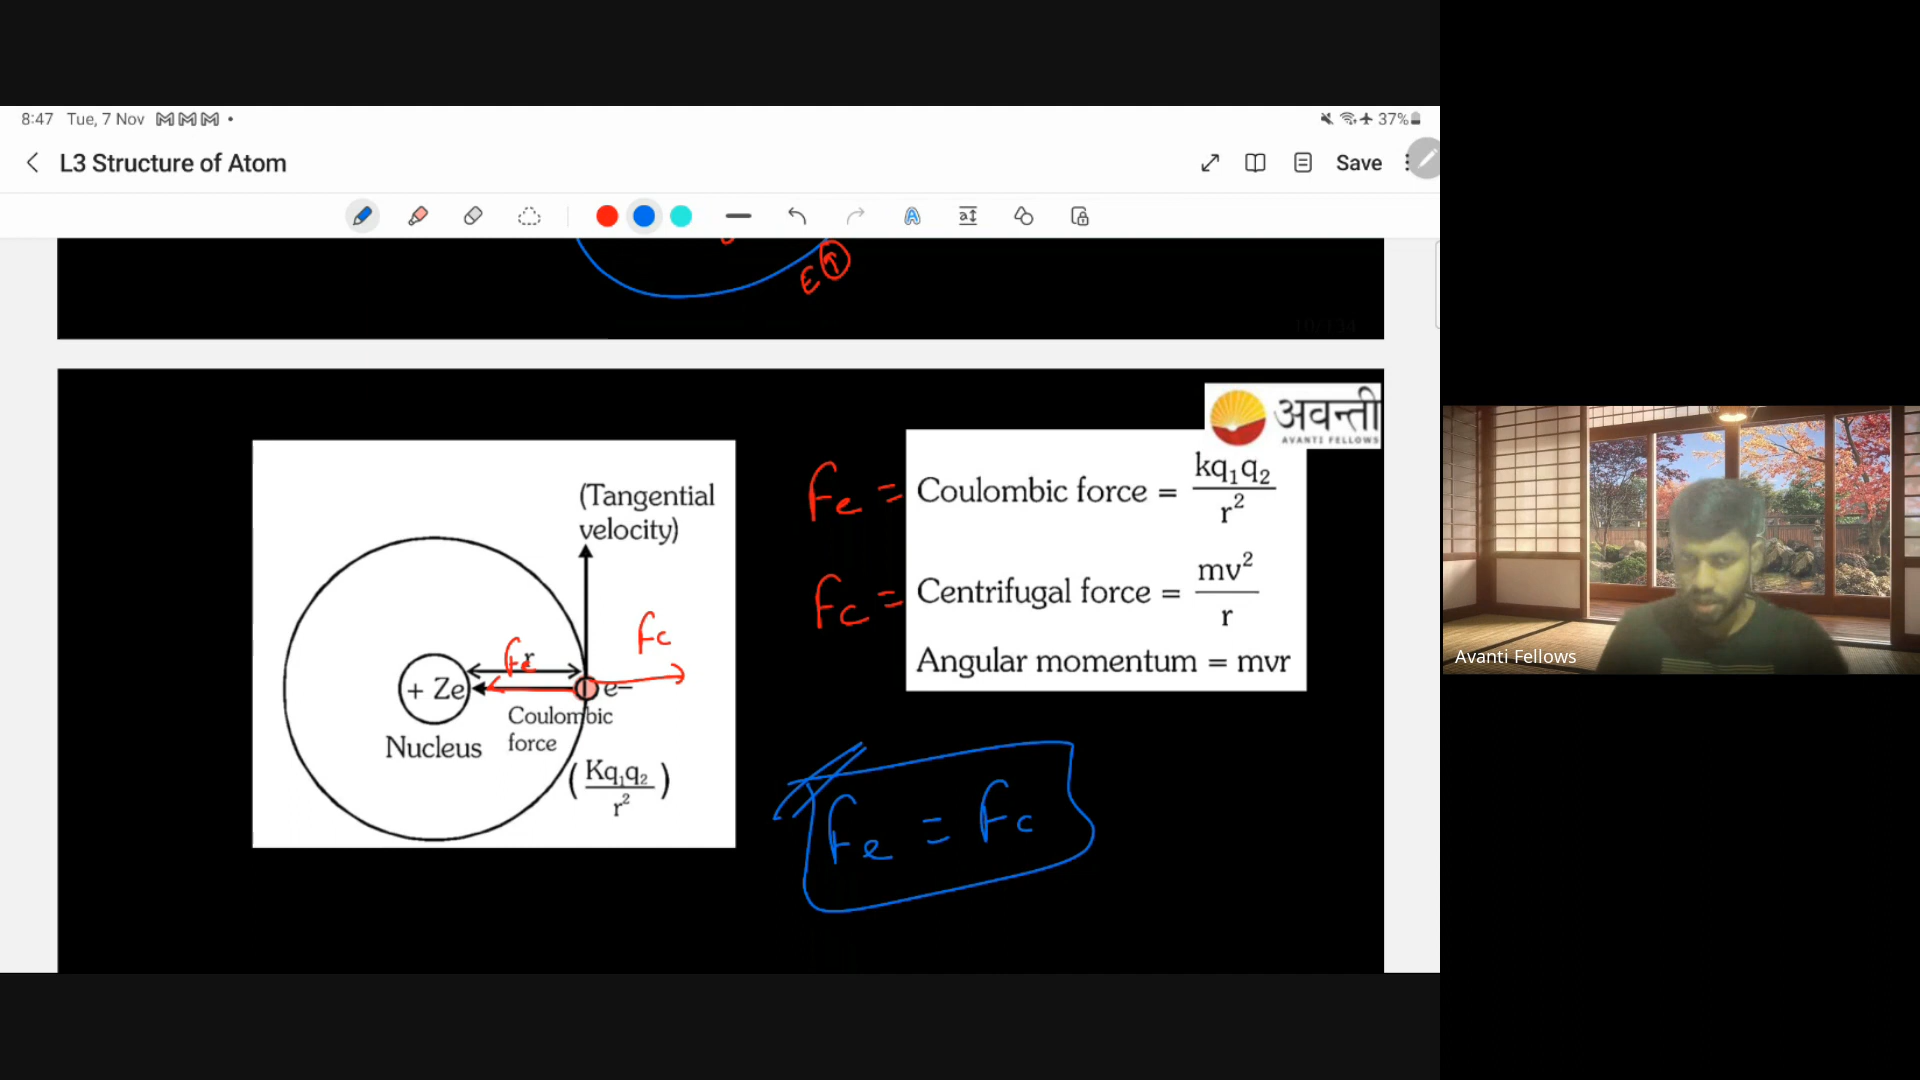 8:47 Tue, 7 Nov
37%
L3 Structure of Atom
Save
E ↑
अवन्ती
AVANTI FELLOWS
(Tangential
velocity)
Fe = Coulombic force = kq₁q₂ / r²
Fc = Centrifugal force = mv² / r
Angular momentum = mvr
Fc
Fe
r
+ Ze
e–
Nucleus
Coulombic
force
(Kq₁q₂ / r²)
Fe = Fc
Avanti Fellows